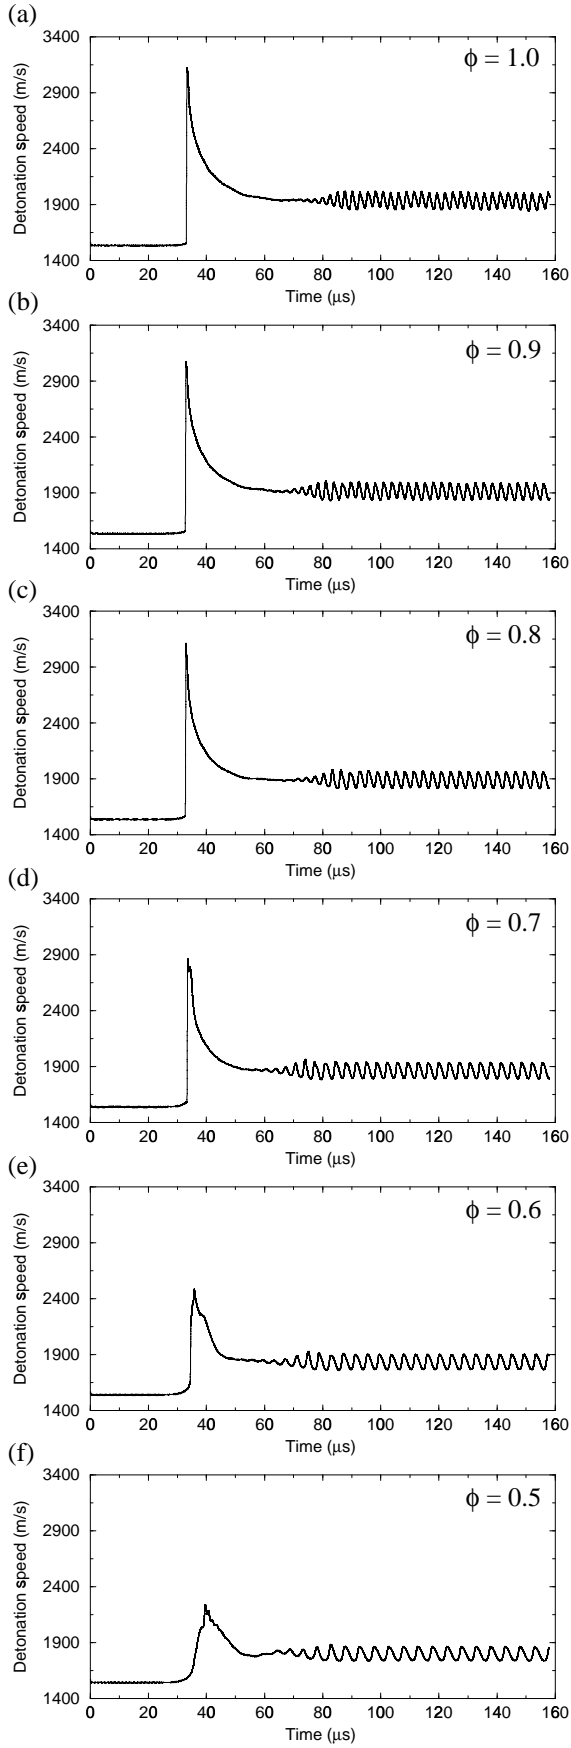 (a)
3400
ϕ = 1.0
2900
2400
1900
1400
Detonation speed (m/s)
0 20 40 60 80 100 120 140 160
Time (μs)
(b)
3400
ϕ = 0.9
2900
2400
1900
1400
Detonation speed (m/s)
0 20 40 60 80 100 120 140 160
Time (μs)
(c)
3400
ϕ = 0.8
2900
2400
1900
1400
Detonation speed (m/s)
0 20 40 60 80 100 120 140 160
Time (μs)
(d)
3400
ϕ = 0.7
2900
2400
1900
1400
Detonation speed (m/s)
0 20 40 60 80 100 120 140 160
Time (μs)
(e)
3400
ϕ = 0.6
2900
2400
1900
1400
Detonation speed (m/s)
0 20 40 60 80 100 120 140 160
Time (μs)
(f)
3400
ϕ = 0.5
2900
2400
1900
1400
Detonation speed (m/s)
0 20 40 60 80 100 120 140 160
Time (μs)